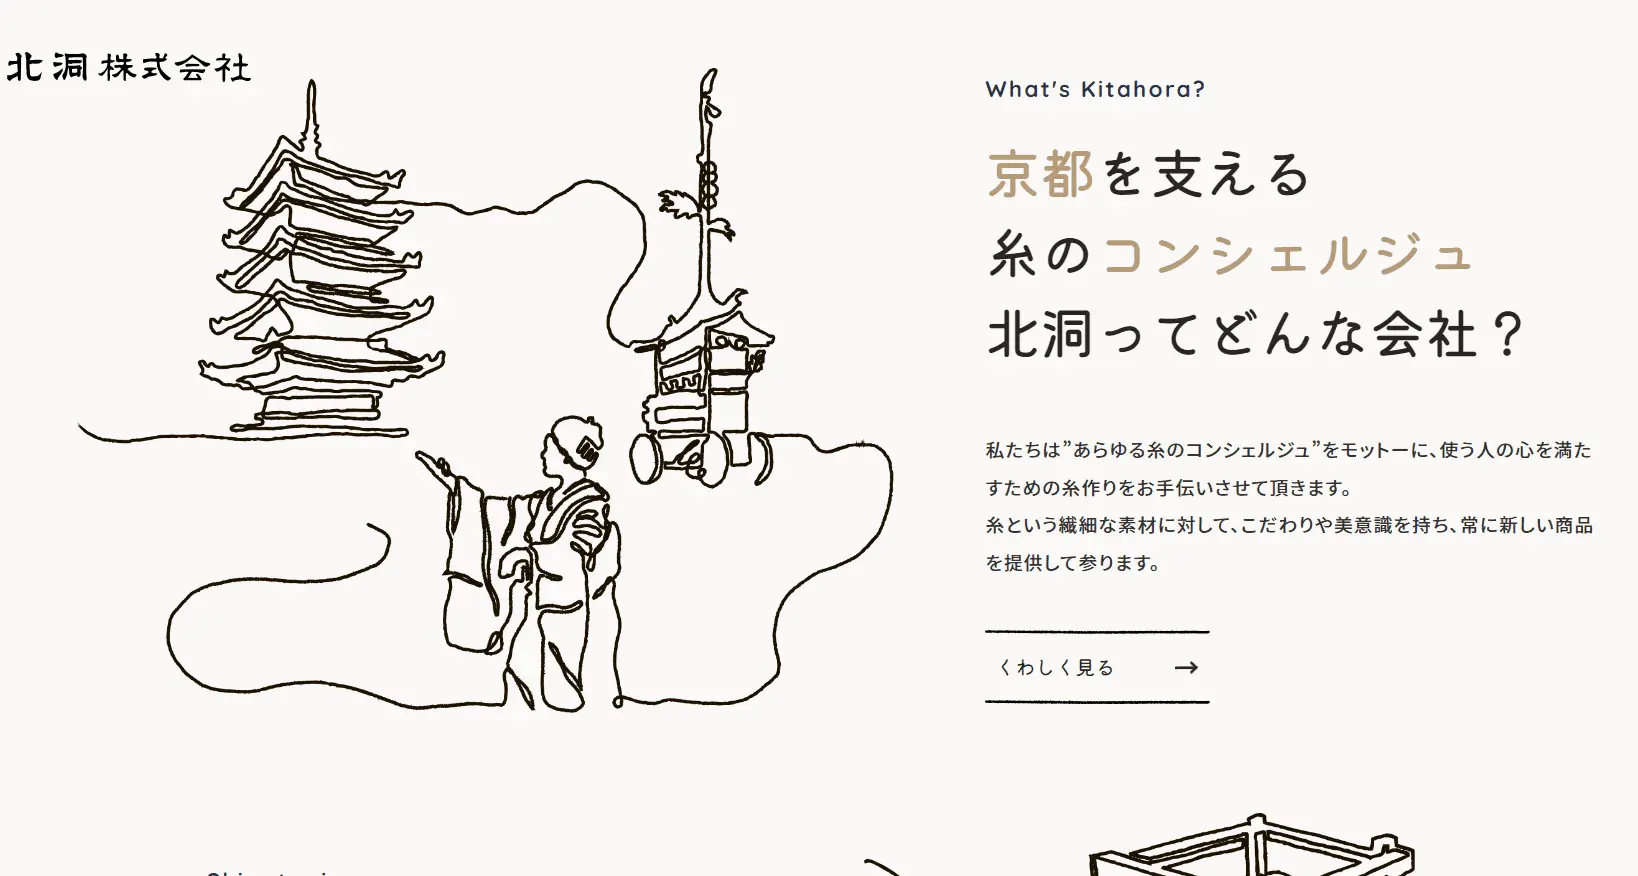 北洞株式会社
What's Kitahora?
京都を支える
糸のコンシェルジュ
北洞ってどんな会社？
私たちは”あらゆる糸のコンシェルジュ”をモットーに、使う人の心を満た
すための糸作りをお手伝いさせて頂きます。
糸という繊細な素材に対して、こだわりや美意識を持ち、常に新しい商品
を提供して参ります。
くわしく見る →